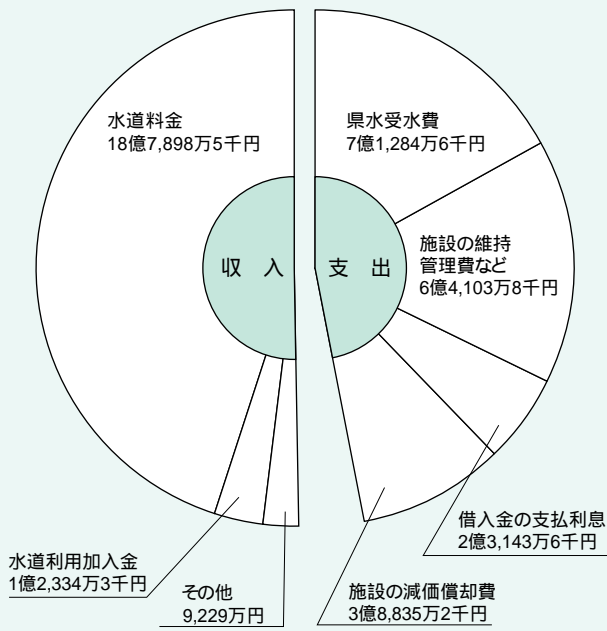 水道料金
18億7,898万5千円
県水受水費
7億1,284万6千円
施設の維持
管理費など
6億4,103万8千円
収入
支出
借入金の支払利息
2億3,143万6千円
水道利用加入金
1億2,334万3千円
その他
9,229万円
施設の減価償却費
3億8,835万2千円